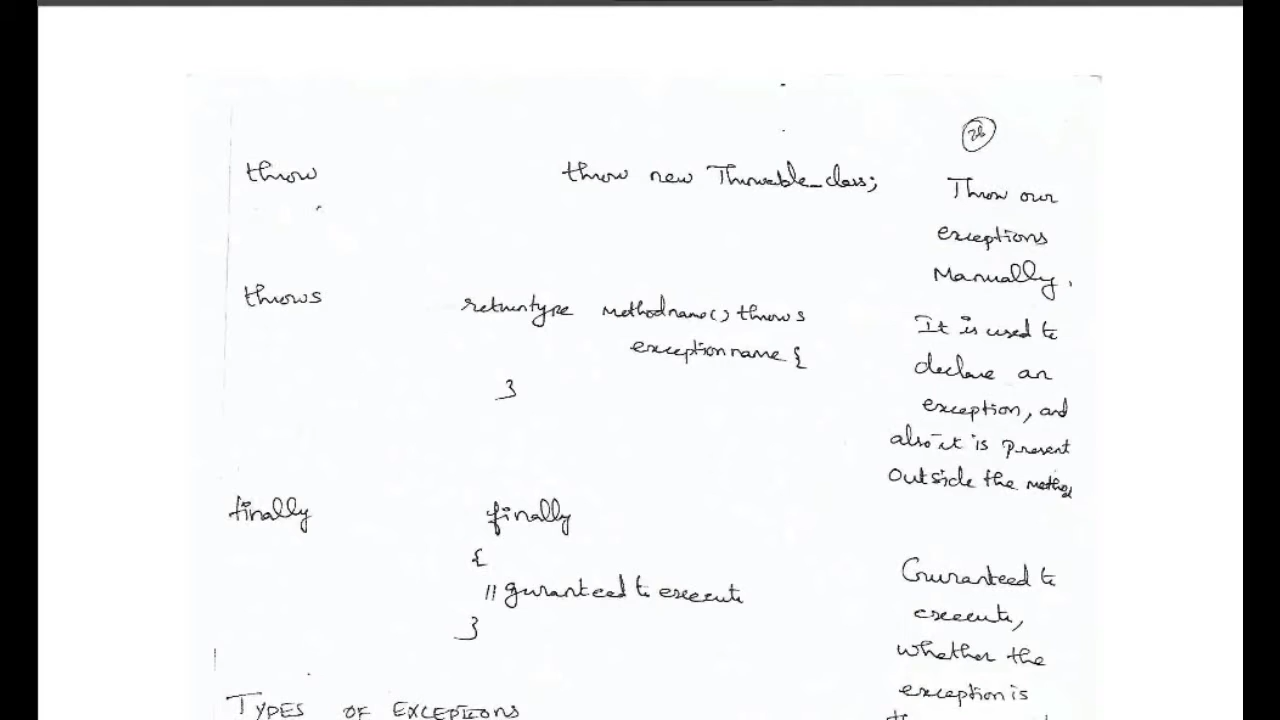 26
throw throw new Throwable_class; Throw our
exceptions
Manually.
throws returntype methodname() throws
exceptionname {
}
It is used to
declare an
exception, and
also it is present
outside the method
finally finally
{
// guranteed to execute
}
Guranteed to
execute,
whether the
exception is
TYPES OF EXCEPTIONS